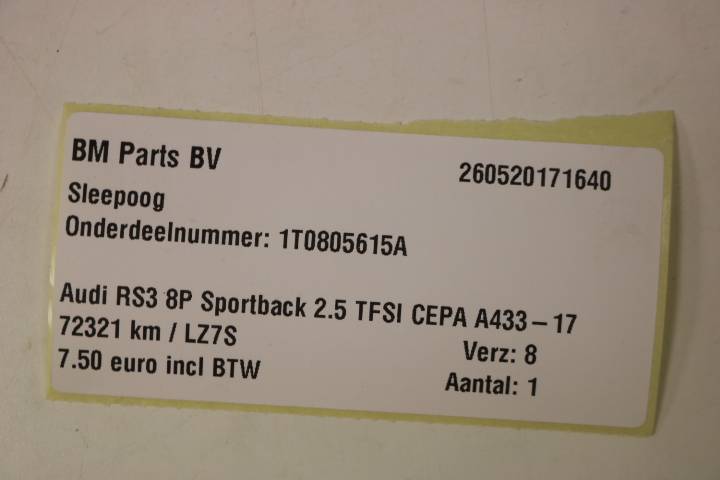 BM Parts BV 260520171640
Sleepoog
Onderdeelnummer: 1T0805615A
Audi RS3 8P Sportback 2.5 TFSI CEPA A433-17
72321 km / LZ7S Verz: 8
7.50 euro incl BTW Aantal: 1